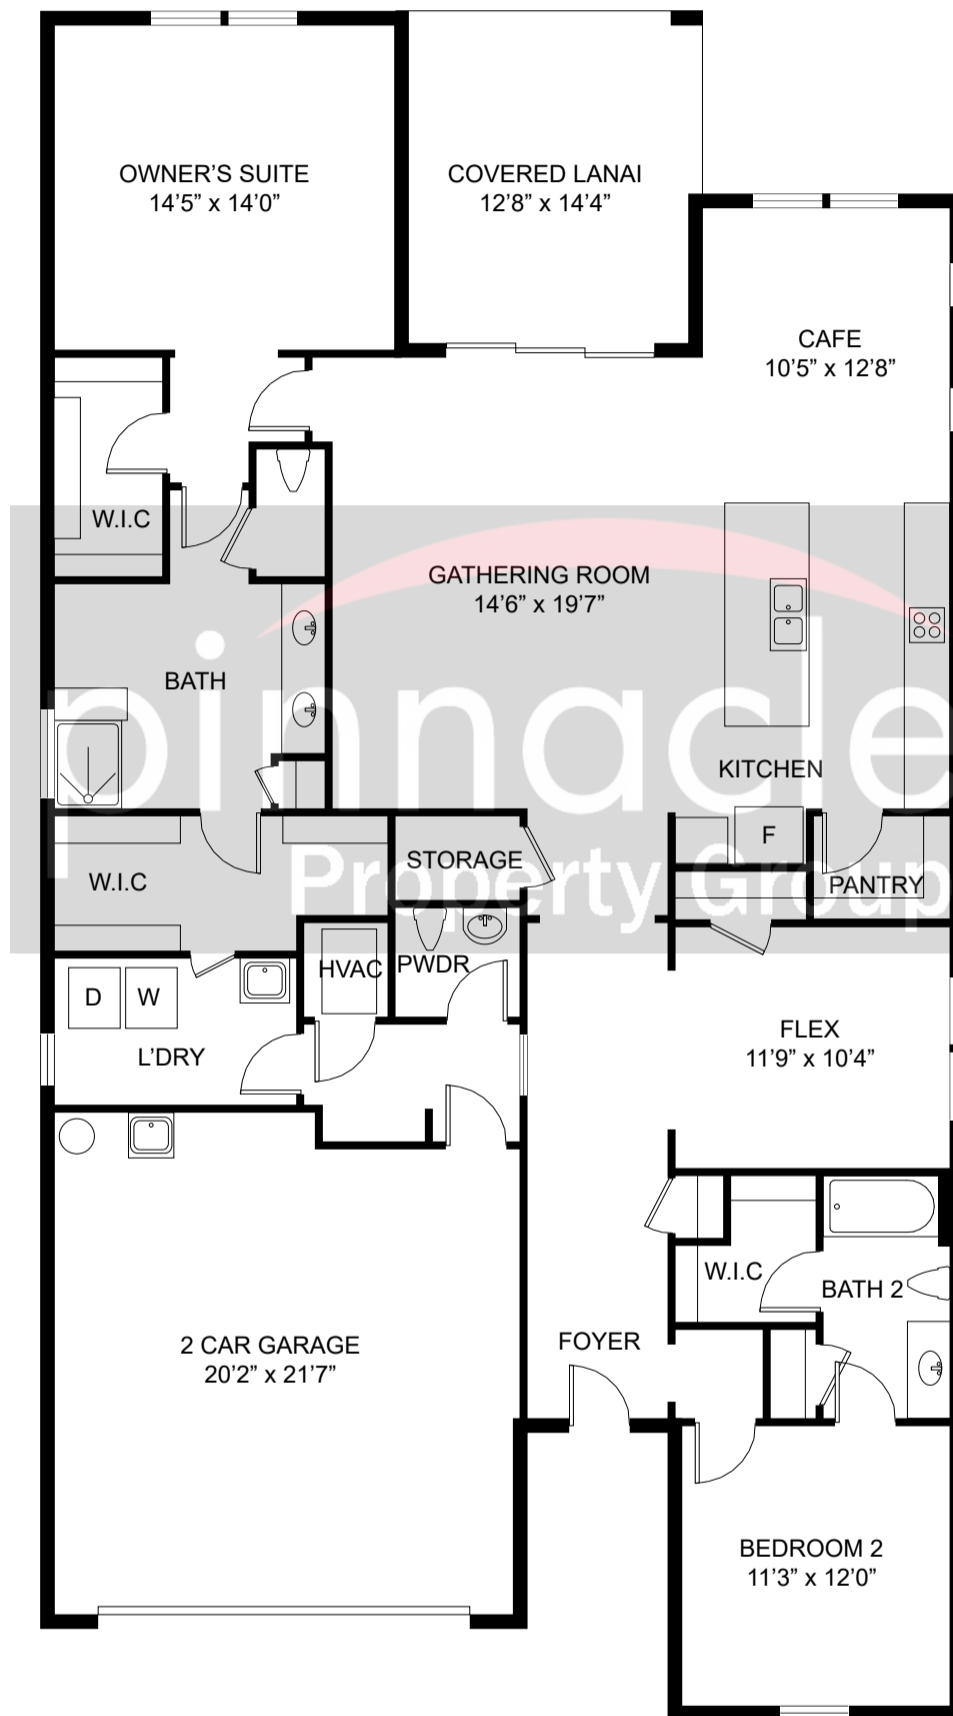 OWNER’S SUITE
14’5” x 14’0”
COVERED LANAI
12’8” x 14’4”
CAFE
10’5” x 12’8”
W.I.C
GATHERING ROOM
14’6” x 19’7”
BATH
pinnacle
KITCHEN
F
STORAGE
W.I.C
PANTRY
Property Group
HVAC
PWDR
D
W
L’DRY
FLEX
11’9” x 10’4”
W.I.C
BATH 2
FOYER
2 CAR GARAGE
20’2” x 21’7”
BEDROOM 2
11’3” x 12’0”